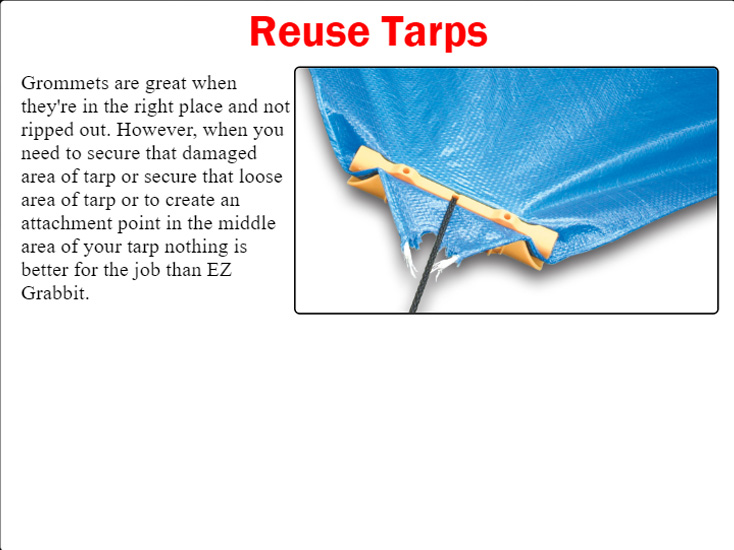 Reuse Tarps
Grommets are great when
they're in the right place and not
ripped out. However, when you
need to secure that damaged
area of tarp or secure that loose
area of tarp or to create an
attachment point in the middle
area of your tarp nothing is
better for the job than EZ
Grabbit.